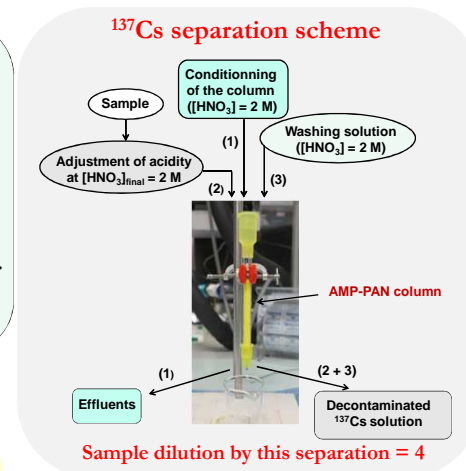 ¹³⁷Cs separation scheme
Conditionning
of the column
([HNO₃] = 2 M)
Sample
Washing solution
([HNO₃] = 2 M)
Adjustment of acidity
at [HNO₃]final = 2 M
(1)
(2)
(3)
AMP-PAN column
(1)
(2 + 3)
Effluents
Decontaminated
¹³⁷Cs solution
Sample dilution by this separation = 4